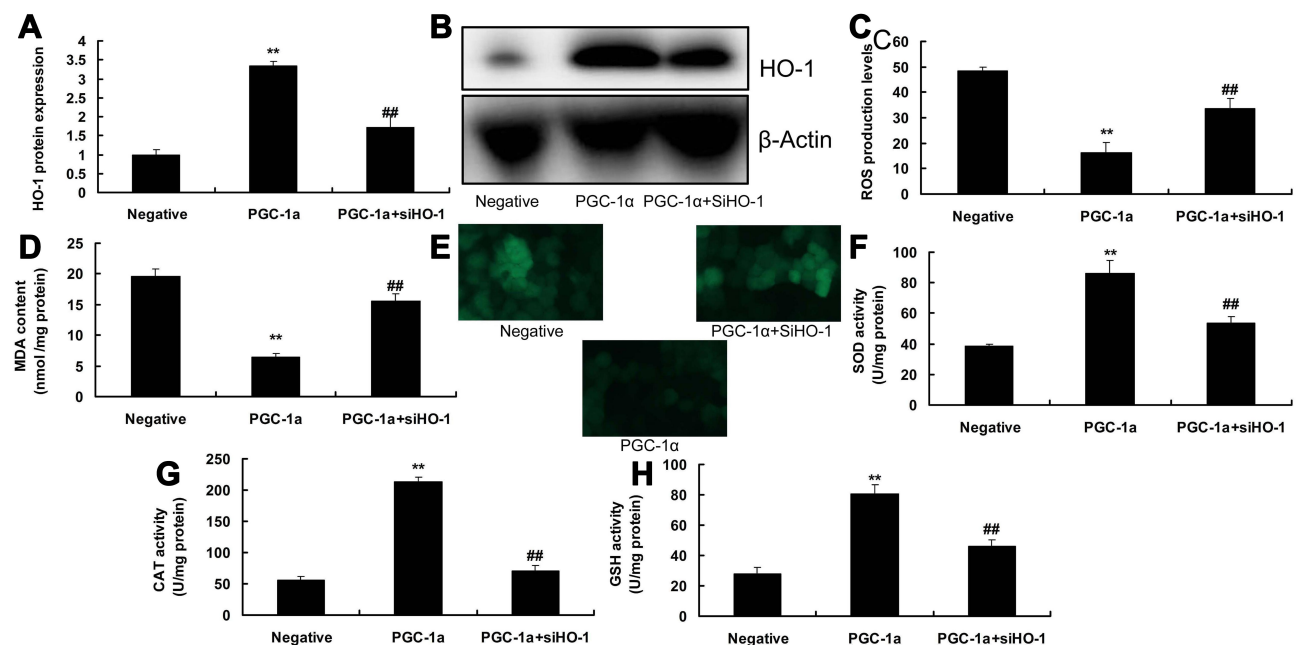 A
HO-1 protein expression
4
3.5
3
2.5
2
1.5
1
0.5
0
**
##
Negative
PGC-1a
PGC-1a+siHO-1
B
HO-1
β-Actin
Negative
PGC-1α
PGC-1α+SiHO-1
C
C
ROS production levels
60
50
40
30
20
10
0
**
##
Negative
PGC-1a
PGC-1a+siHO-1
D
MDA content
(nmol /mg protein)
25
20
15
10
5
0
**
##
Negative
PGC-1a
PGC-1a+siHO-1
E
Negative
PGC-1α+SiHO-1
PGC-1α
F
SOD activity
(U/mg protein)
100
80
60
40
20
0
**
##
Negative
PGC-1a
PGC-1a+siHO-1
G
CAT activity
(U/mg protein)
250
200
150
100
50
0
**
##
Negative
PGC-1a
PGC-1a+siHO-1
H
GSH activity
(U/mg protein)
100
80
60
40
20
0
**
##
Negative
PGC-1a
PGC-1a+siHO-1